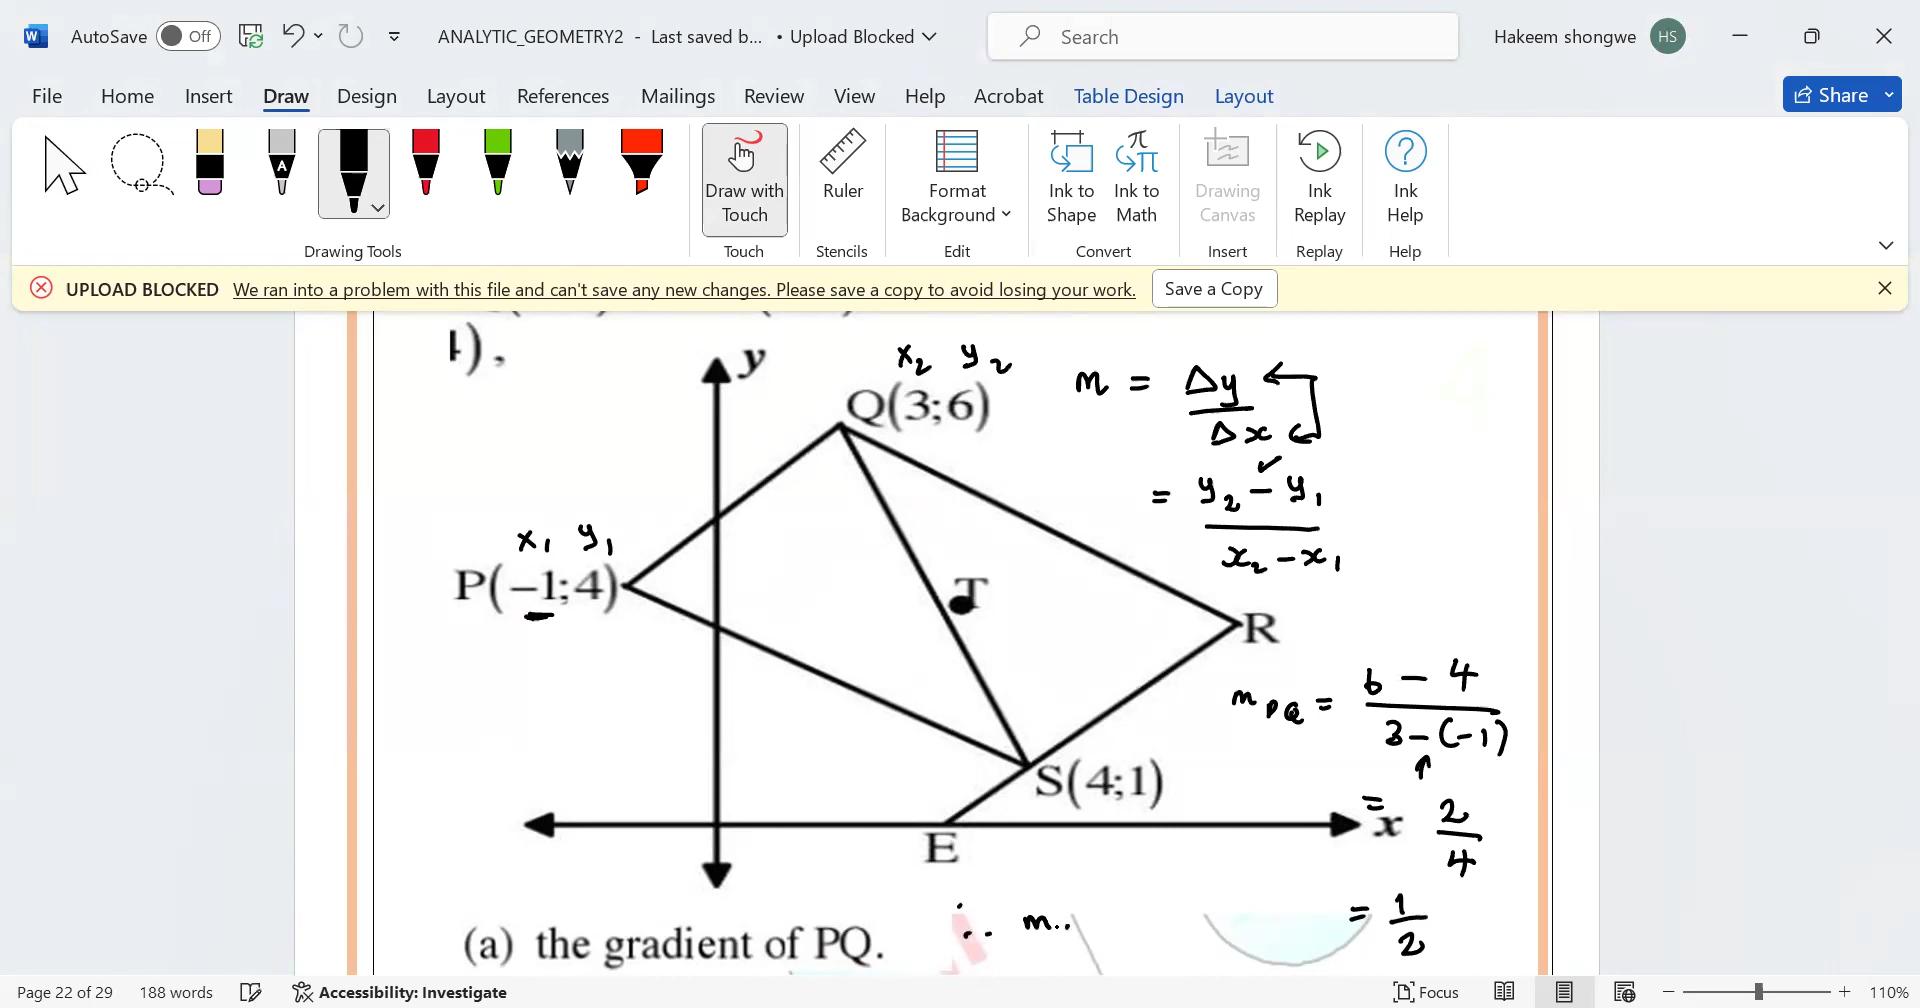 AutoSave Off ANALYTIC_GEOMETRY2 - Last saved b... • Upload Blocked Search Hakeem shongwe HS
File Home Insert Draw Design Layout References Mailings Review View Help Acrobat Table Design Layout Share
A
Draw with Touch Ruler Format Background Ink to Shape Ink to Math Drawing Canvas Ink Replay Ink Help
Drawing Tools Touch Stencils Edit Convert Insert Replay Help
UPLOAD BLOCKED We ran into a problem with this file and can't save any new changes. Please save a copy to avoid losing your work. Save a Copy
4),
y
x₂ y₂
Q(3;6)
m = Δy
Δx
= y₂ - y₁
x₂ - x₁
x₁ y₁
P(−1;4)
T
R
m PQ = 6 - 4
3-(-1)
S(4;1)
= 2
4
x
E
= 1
2
∴ m..
(a) the gradient of PQ.
Page 22 of 29 188 words Accessibility: Investigate Focus 110%